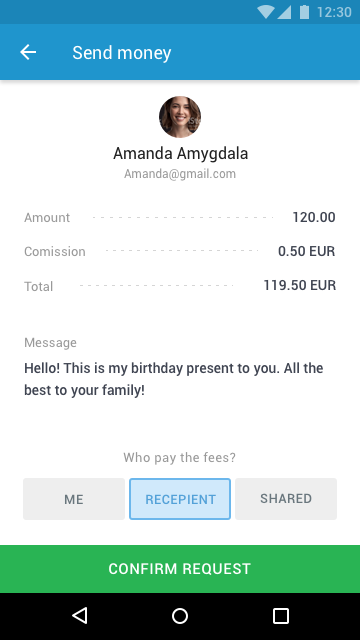 12:30
Send money
Amanda Amygdala
Amanda@gmail.com
Amount 120.00
Comission 0.50 EUR
Total 119.50 EUR
Message
Hello! This is my birthday present to you. All the
best to your family!
Who pay the fees?
ME RECEPIENT SHARED
CONFIRM REQUEST